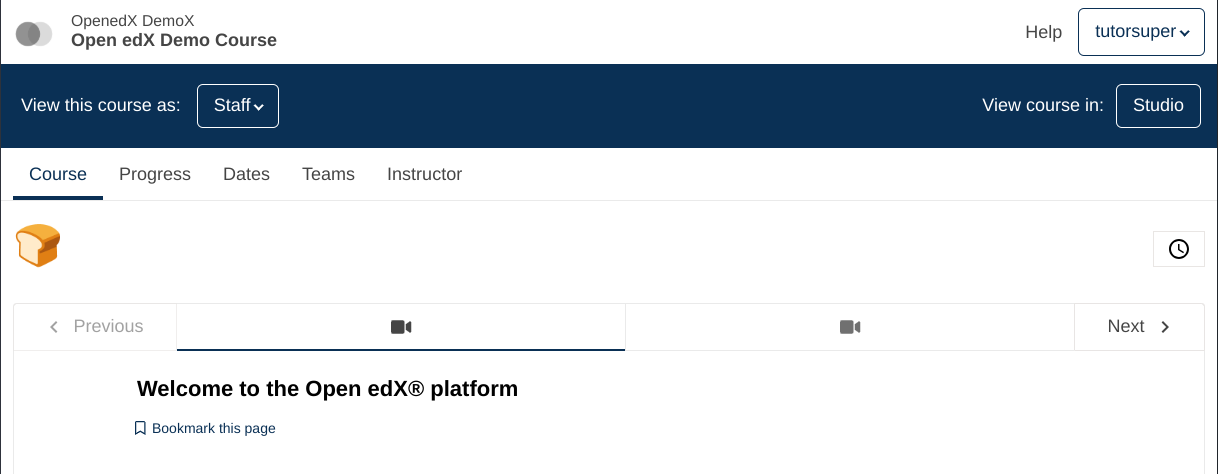 OpenedX DemoX
Open edX Demo Course
Help
tutorsuper
View this course as:
Staff
View course in:
Studio
Course
Progress
Dates
Teams
Instructor
Previous
Next
Welcome to the Open edX® platform
Bookmark this page